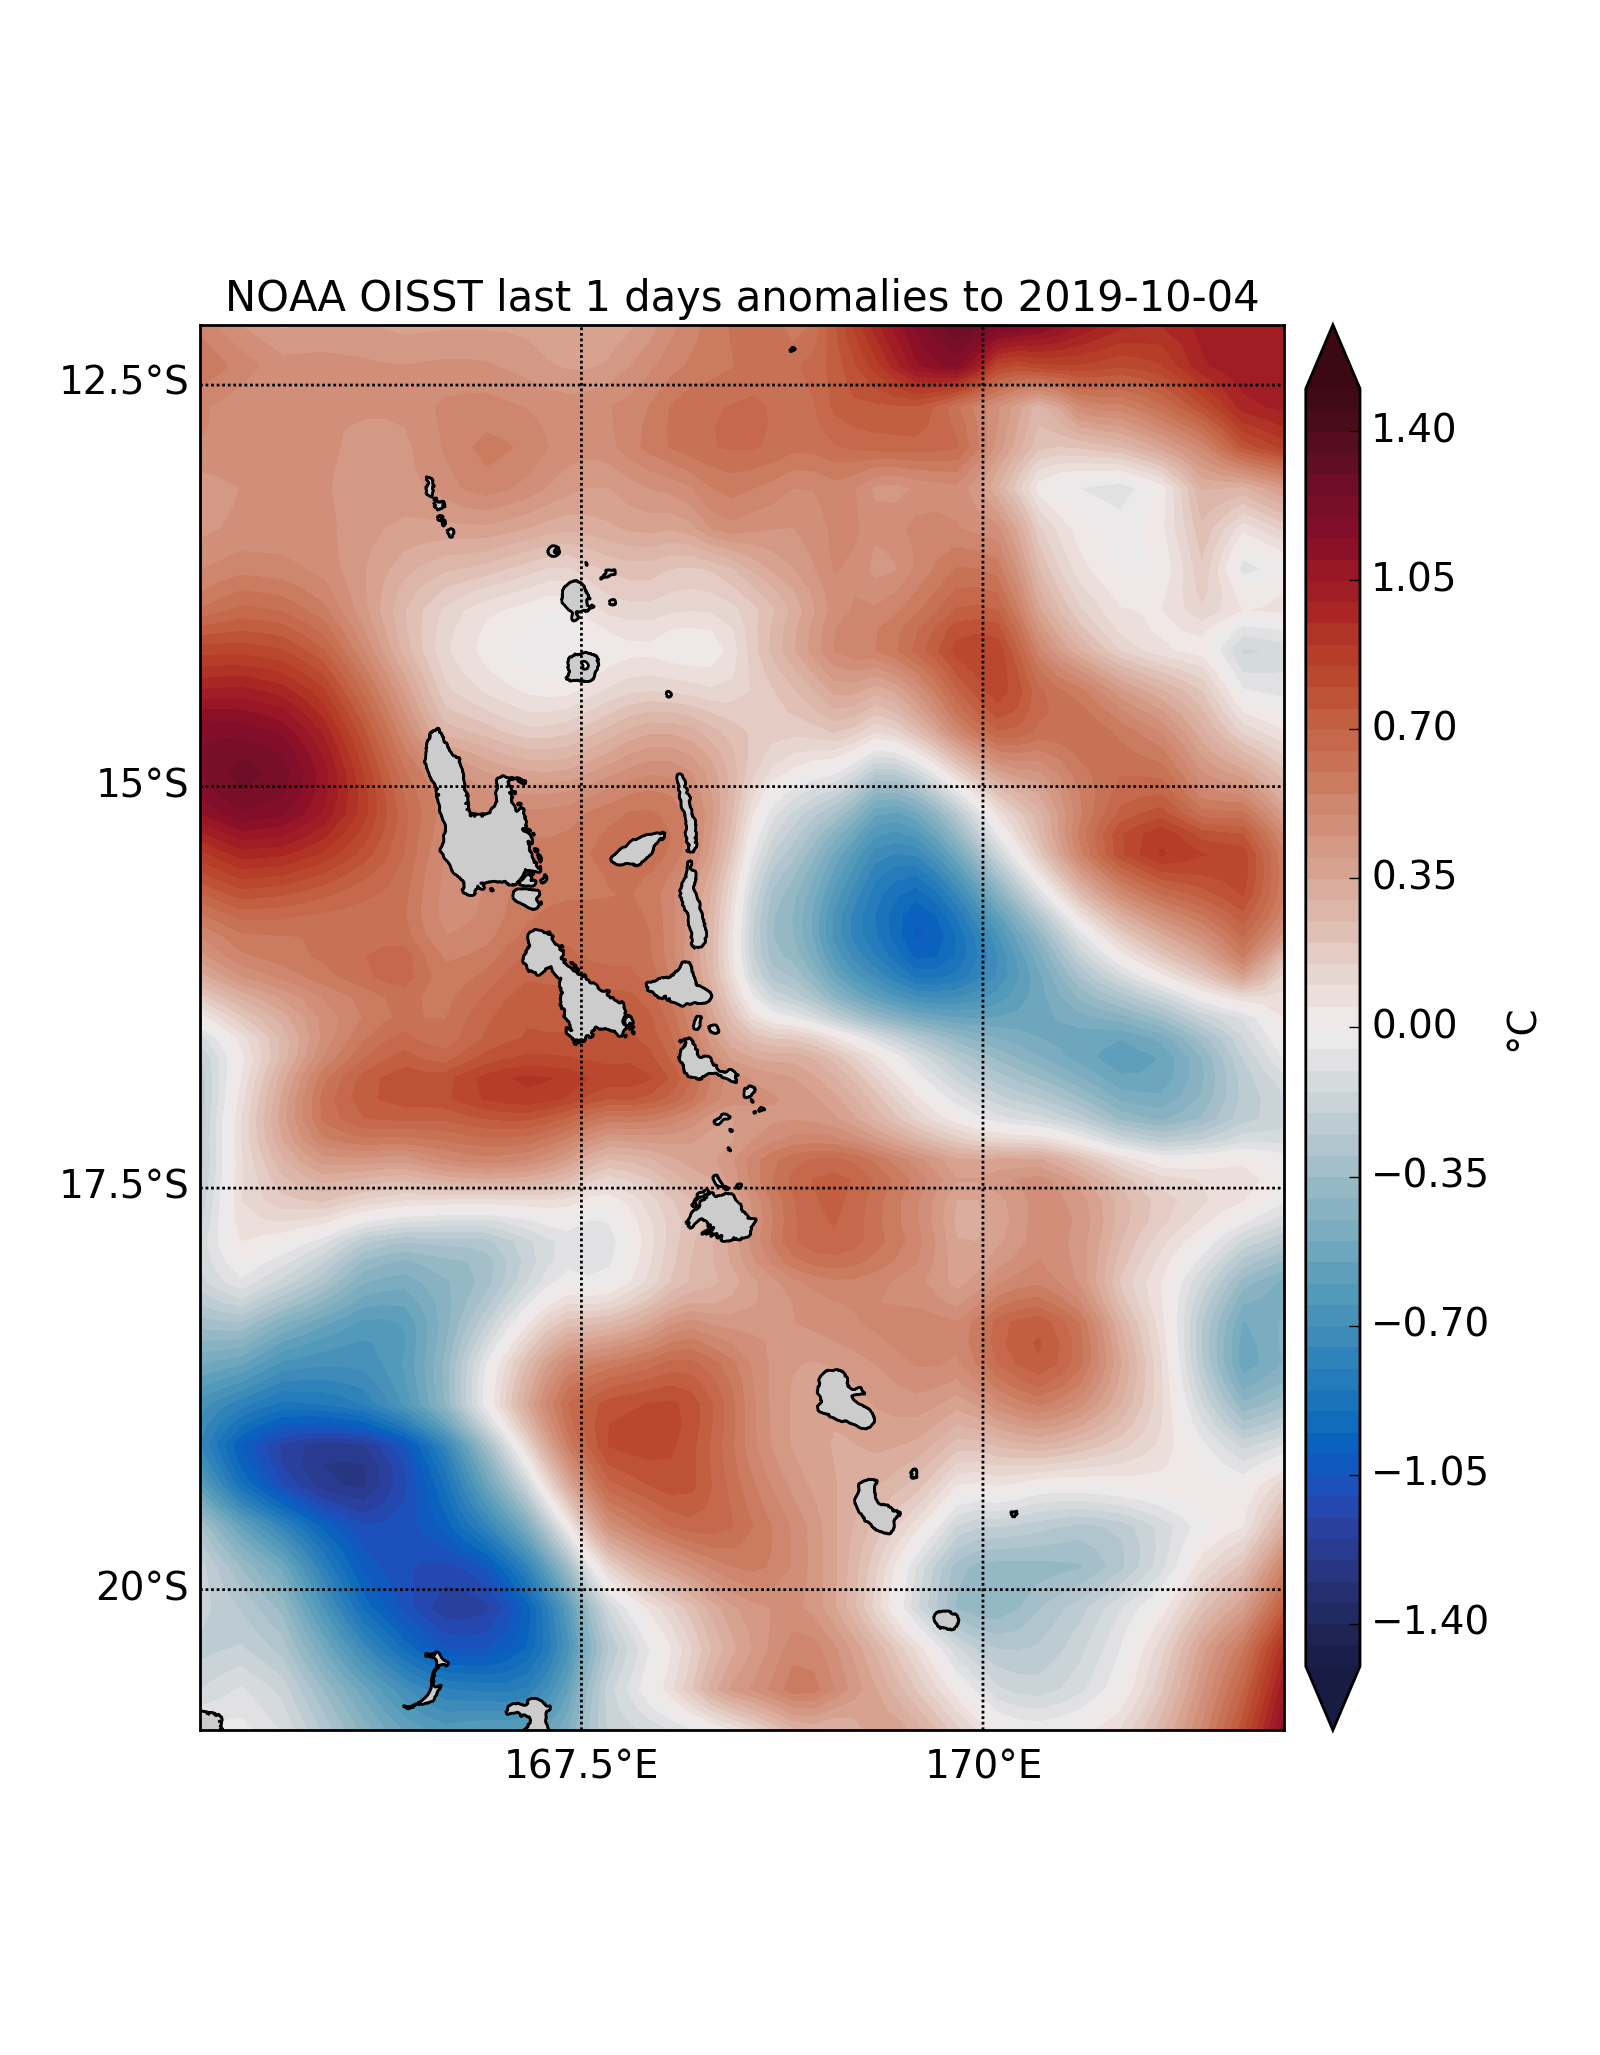 NOAA OISST last 1 days anomalies to 2019-10-04
12.5°S
15°S
17.5°S
20°S
167.5°E
170°E
1.40
1.05
0.70
0.35
0.00
−0.35
−0.70
−1.05
−1.40
°C